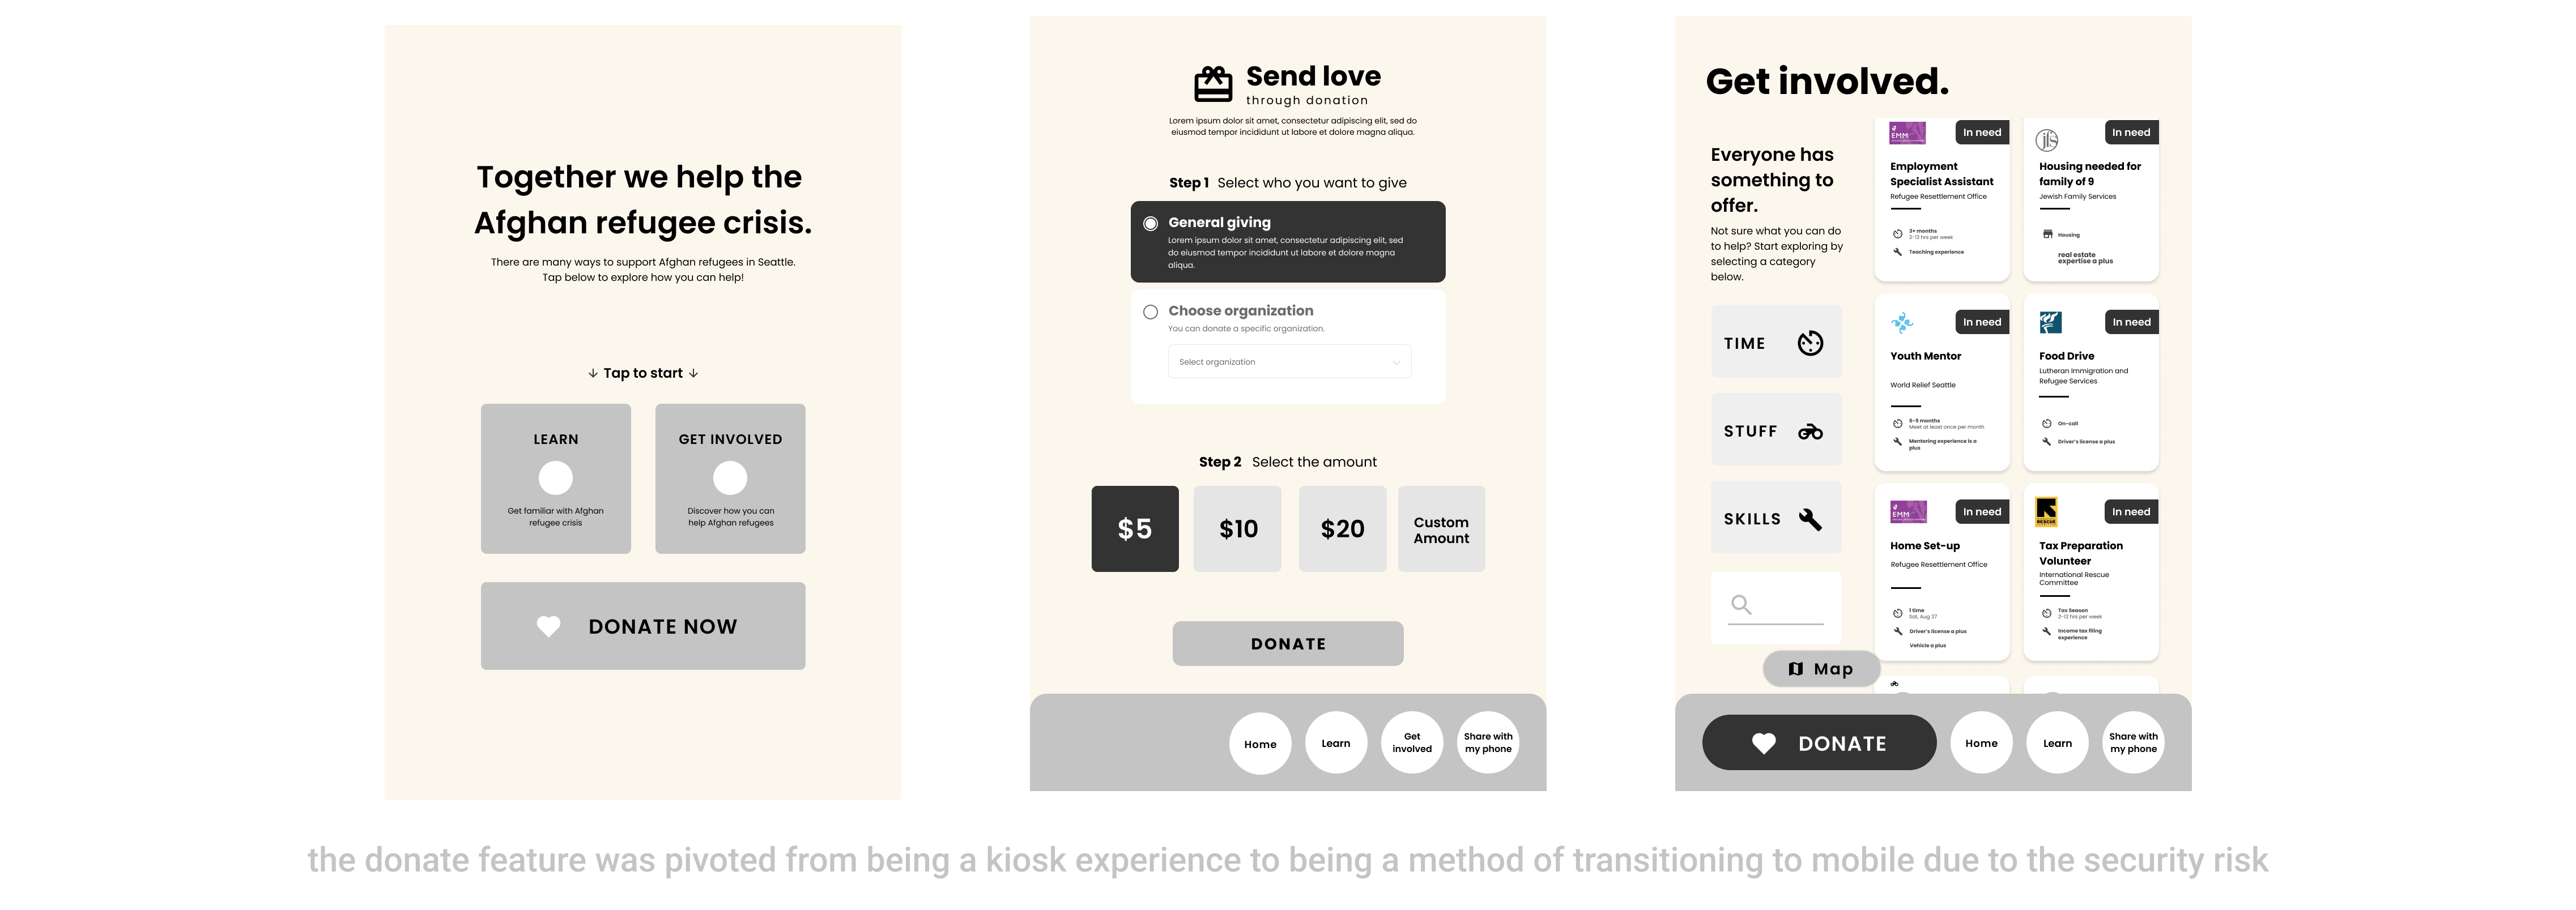 Together we help the
Afghan refugee crisis.
There are many ways to support Afghan refugees in Seattle.
Tap below to explore how you can help!
↓ Tap to start ↓
LEARN
Get familiar with Afghan
refugee crisis
GET INVOLVED
Discover how you can
help Afghan refugees
DONATE NOW
Send love
through donation
Lorem ipsum dolor sit amet, consectetur adipiscing elit, sed do
eiusmod tempor incididunt ut labore et dolore magna aliqua.
Step 1 Select who you want to give
General giving
Lorem ipsum dolor sit amet, consectetur adipiscing elit, sed
do eiusmod tempor incididunt ut labore et dolore magna
aliqua.
Choose organization
You can donate a specific organization.
Select organization
Step 2 Select the amount
$5
$10
$20
Custom
Amount
DONATE
Home
Learn
Get
involved
Share with
my phone
Get involved.
Everyone has
something to
offer.
Not sure what you can do
to help? Start exploring by
selecting a category
below.
TIME
STUFF
SKILLS
Map
EMM
In need
Employment
Specialist Assistant
Refugee Resettlement Office
3+ months
2-12 hrs per week
Teaching experience
jfs
In need
Housing needed for
family of 9
Jewish Family Services
Housing
real estate
expertise a plus
In need
Youth Mentor
World Relief Seattle
6-9 months
Meet at least once per month
Mentoring experience is a
plus
In need
Food Drive
Lutheran Immigration and
Refugee Services
On-call
Driver's license a plus
EMM
In need
Home Set-up
Refugee Resettlement Office
1 time
Sat, Aug 27
Driver's license a plus
Vehicle a plus
RESCUE
In need
Tax Preparation
Volunteer
International Rescue
Committee
Tax Season
2-12 hrs per week
Income tax filing
experience
DONATE
Home
Learn
Share with
my phone
the donate feature was pivoted from being a kiosk experience to being a method of transitioning to mobile due to the security risk